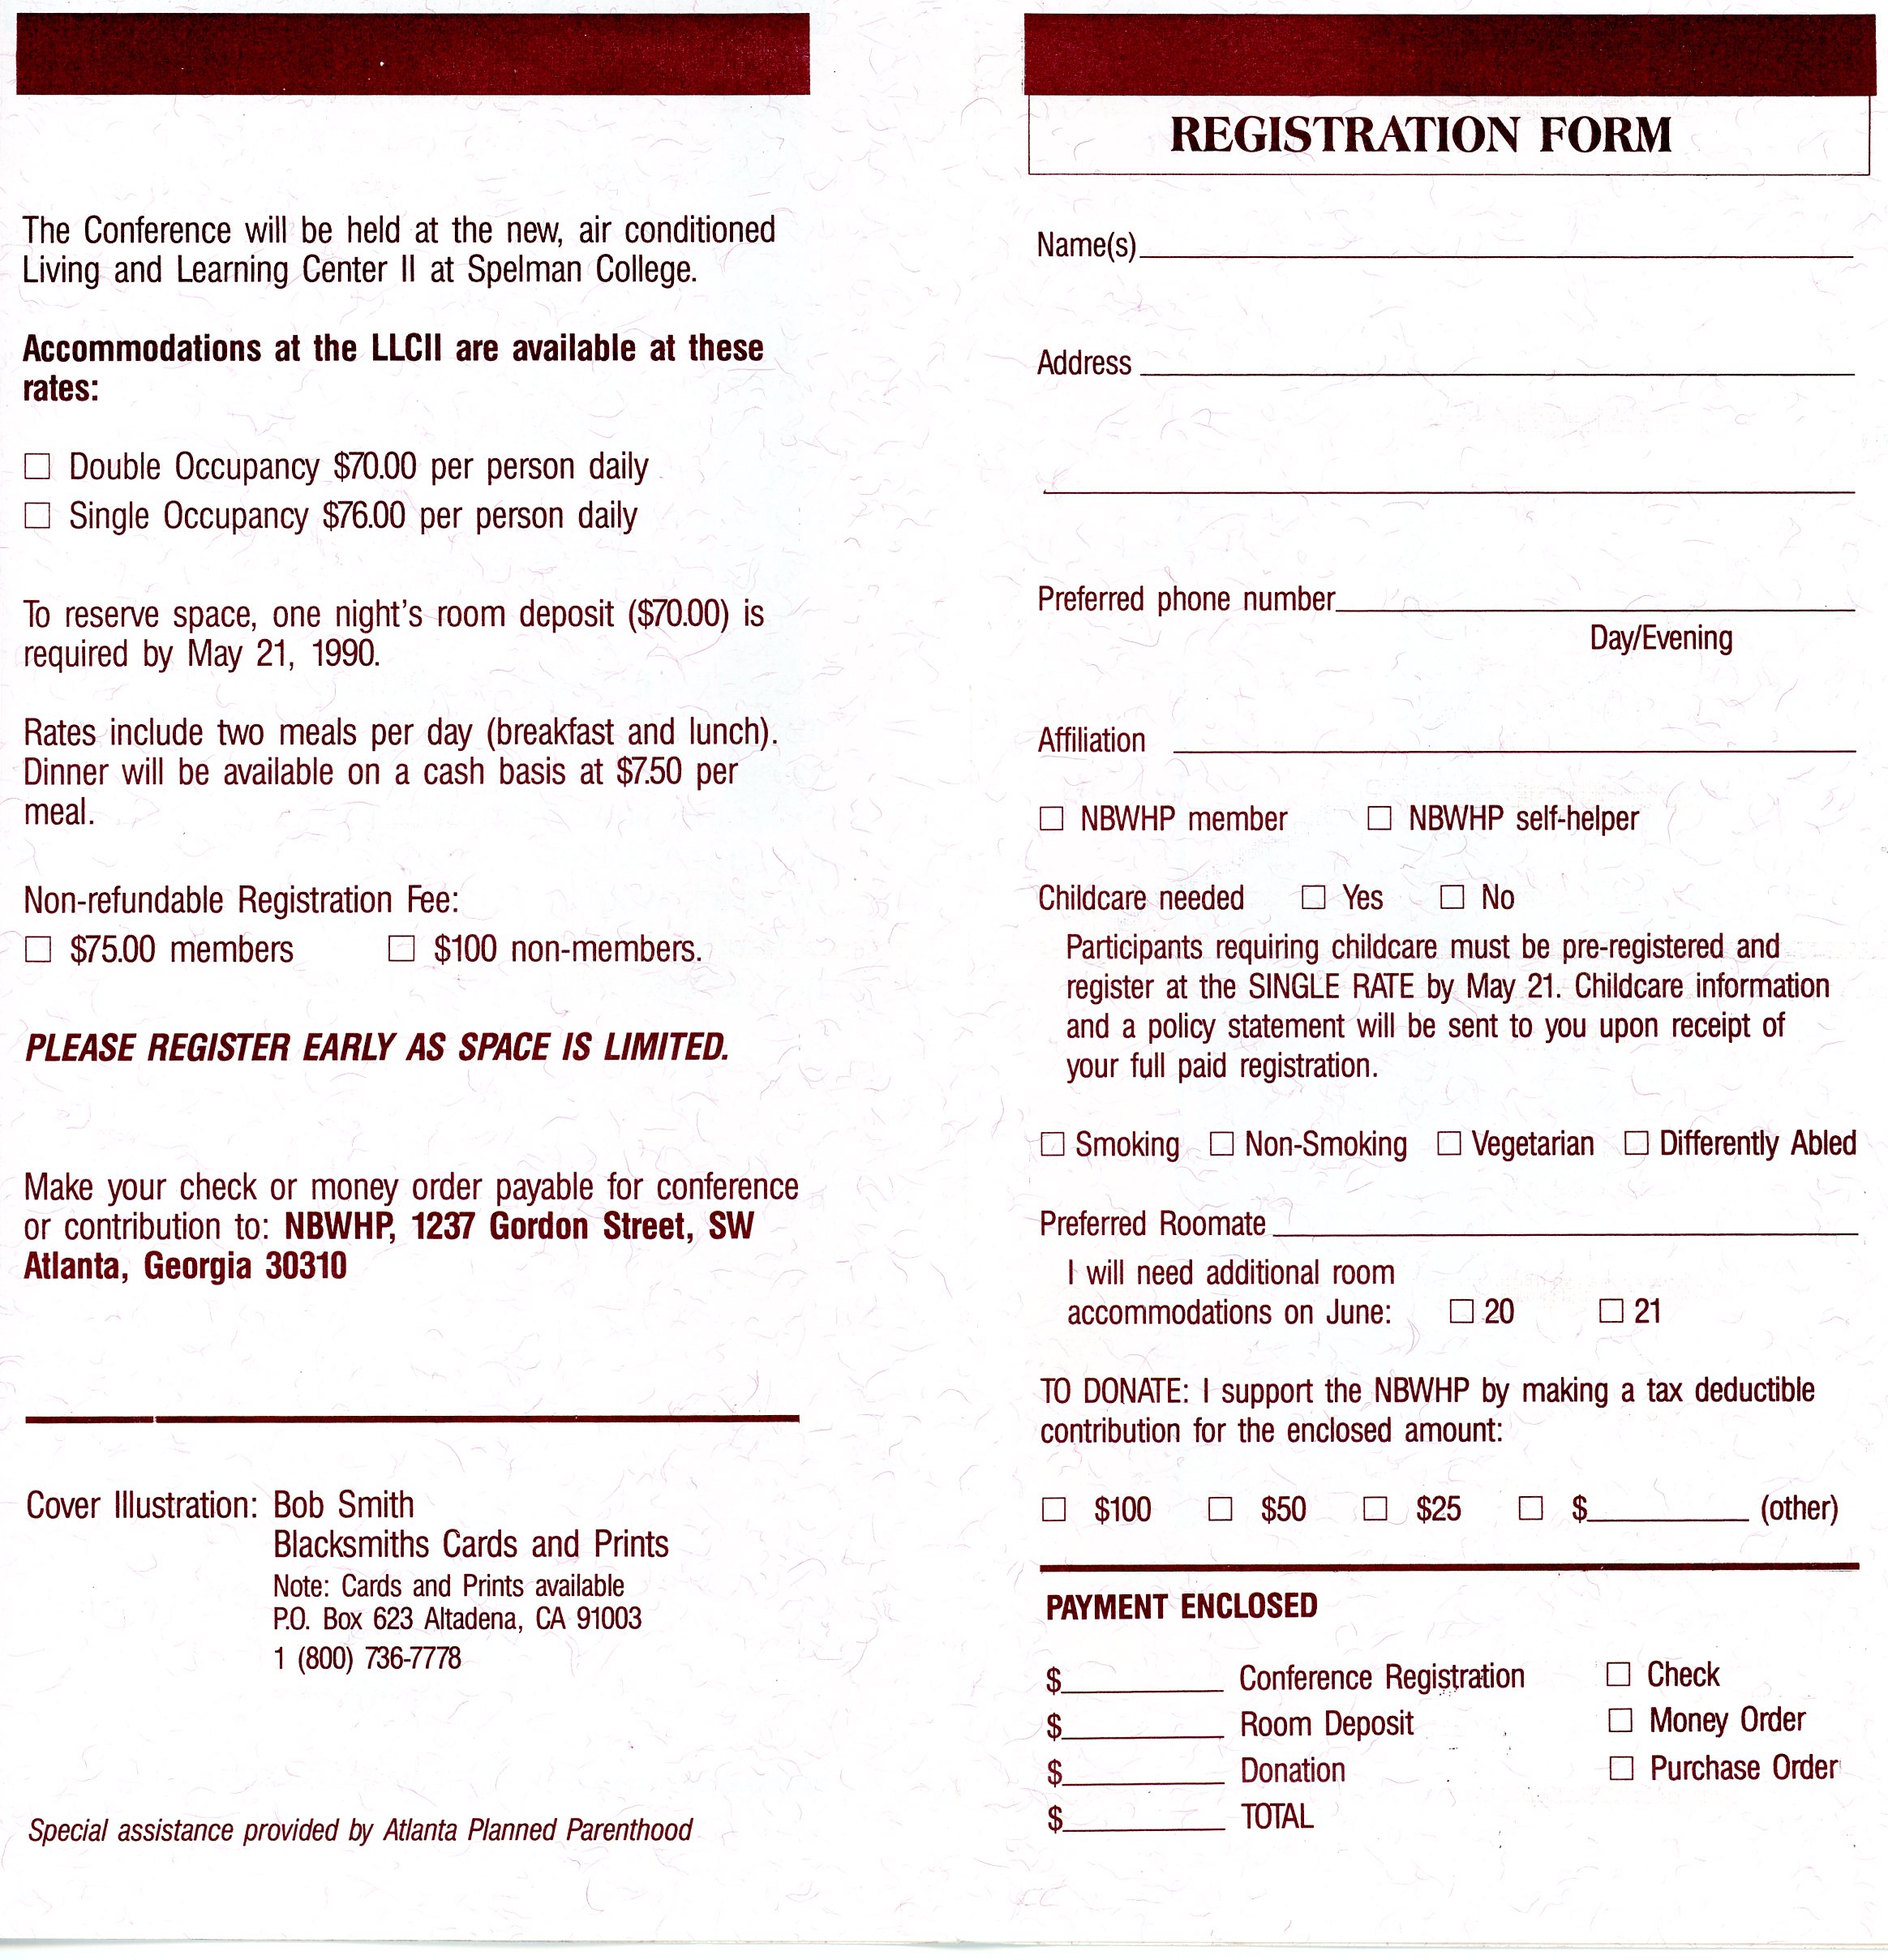 The Conference will be held at the new, air conditioned
Living and Learning Center II at Spelman College.
Accommodations at the LLCII are available at these
rates:
☐ Double Occupancy $70.00 per person daily
☐ Single Occupancy $76.00 per person daily
To reserve space, one night's room deposit ($70.00) is
required by May 21, 1990.
Rates include two meals per day (breakfast and lunch).
Dinner will be available on a cash basis at $7.50 per
meal.
Non-refundable Registration Fee:
☐ $75.00 members ☐ $100 non-members.
PLEASE REGISTER EARLY AS SPACE IS LIMITED.
Make your check or money order payable for conference
or contribution to: NBWHP, 1237 Gordon Street, SW
Atlanta, Georgia 30310
Cover Illustration: Bob Smith
Blacksmiths Cards and Prints
Note: Cards and Prints available
P.O. Box 623 Altadena, CA 91003
1 (800) 736-7778
Special assistance provided by Atlanta Planned Parenthood
REGISTRATION FORM
Name(s)
Address
Preferred phone number
Day/Evening
Affiliation
☐ NBWHP member ☐ NBWHP self-helper
Childcare needed ☐ Yes ☐ No
Participants requiring childcare must be pre-registered and
register at the SINGLE RATE by May 21. Childcare information
and a policy statement will be sent to you upon receipt of
your full paid registration.
☐ Smoking ☐ Non-Smoking ☐ Vegetarian ☐ Differently Abled
Preferred Roomate
I will need additional room
accommodations on June: ☐ 20 ☐ 21
TO DONATE: I support the NBWHP by making a tax deductible
contribution for the enclosed amount:
☐ $100 ☐ $50 ☐ $25 ☐ $__________ (other)
PAYMENT ENCLOSED
$__________ Conference Registration ☐ Check
$__________ Room Deposit ☐ Money Order
$__________ Donation ☐ Purchase Order
$__________ TOTAL